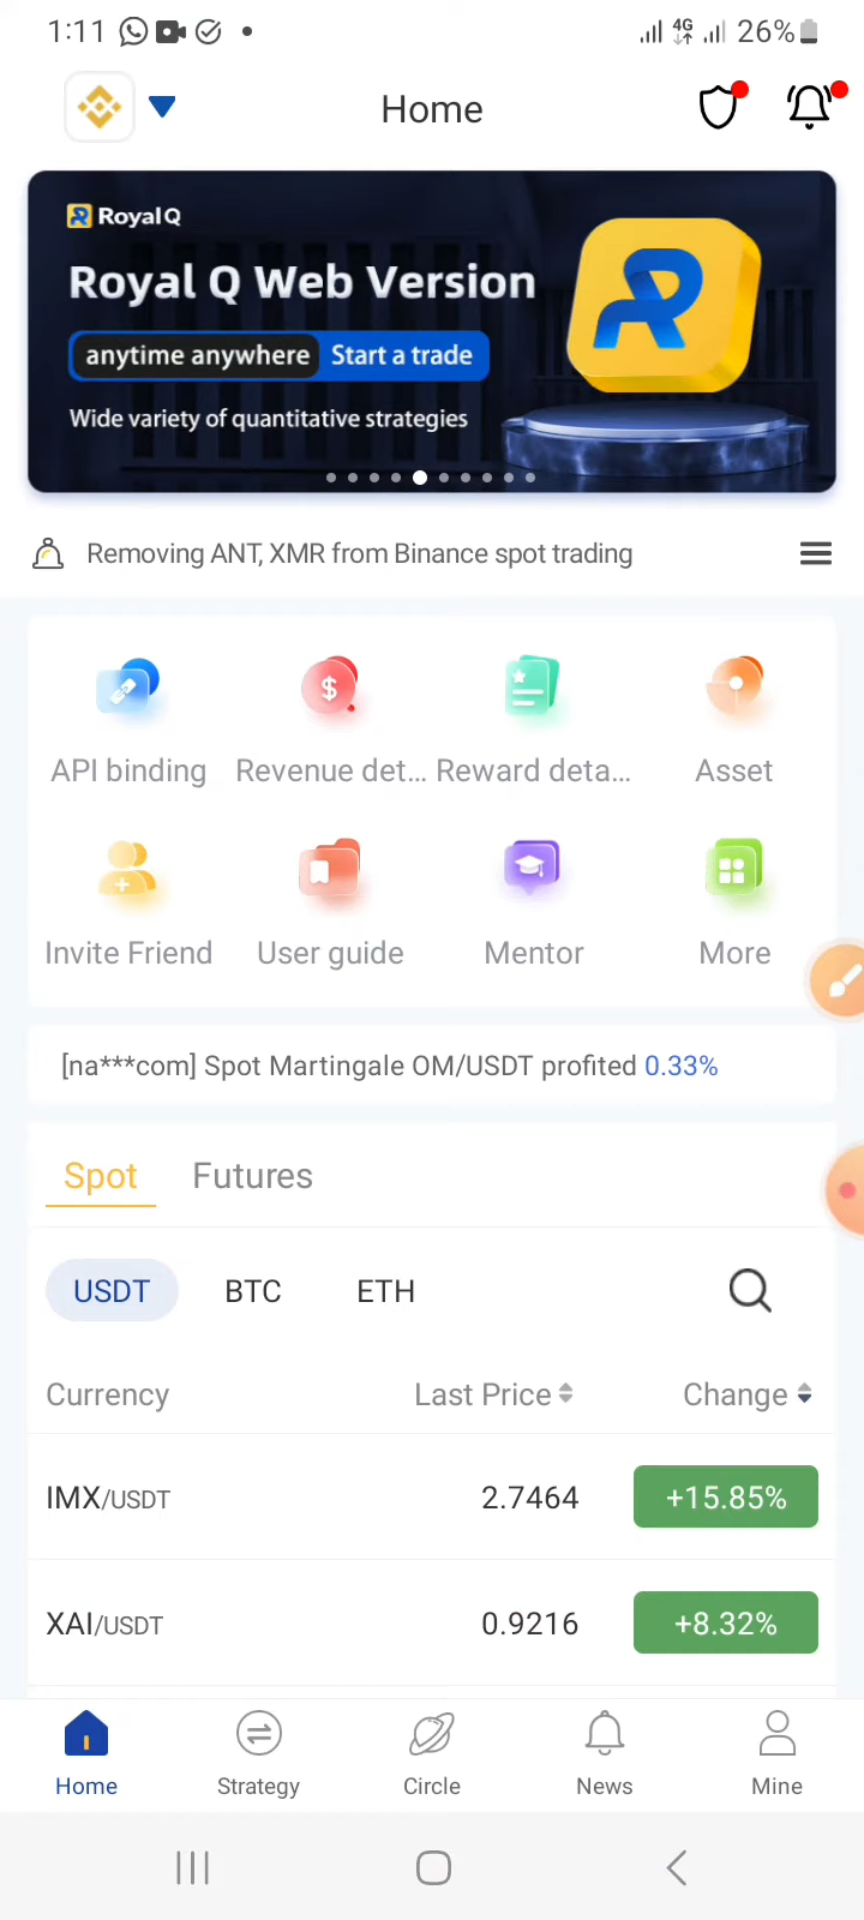 1:11 4G 26%
Home
RoyalQ
Royal Q Web Version
anytime anywhere Start a trade
Wide variety of quantitative strategies
Removing ANT, XMR from Binance spot trading
API binding Revenue det... Reward deta... Asset
Invite Friend User guide Mentor More
[na***com] Spot Martingale OM/USDT profited 0.33%
Spot Futures
USDT BTC ETH
Currency Last Price Change
IMX/USDT 2.7464 +15.85%
XAI/USDT 0.9216 +8.32%
Home Strategy Circle News Mine